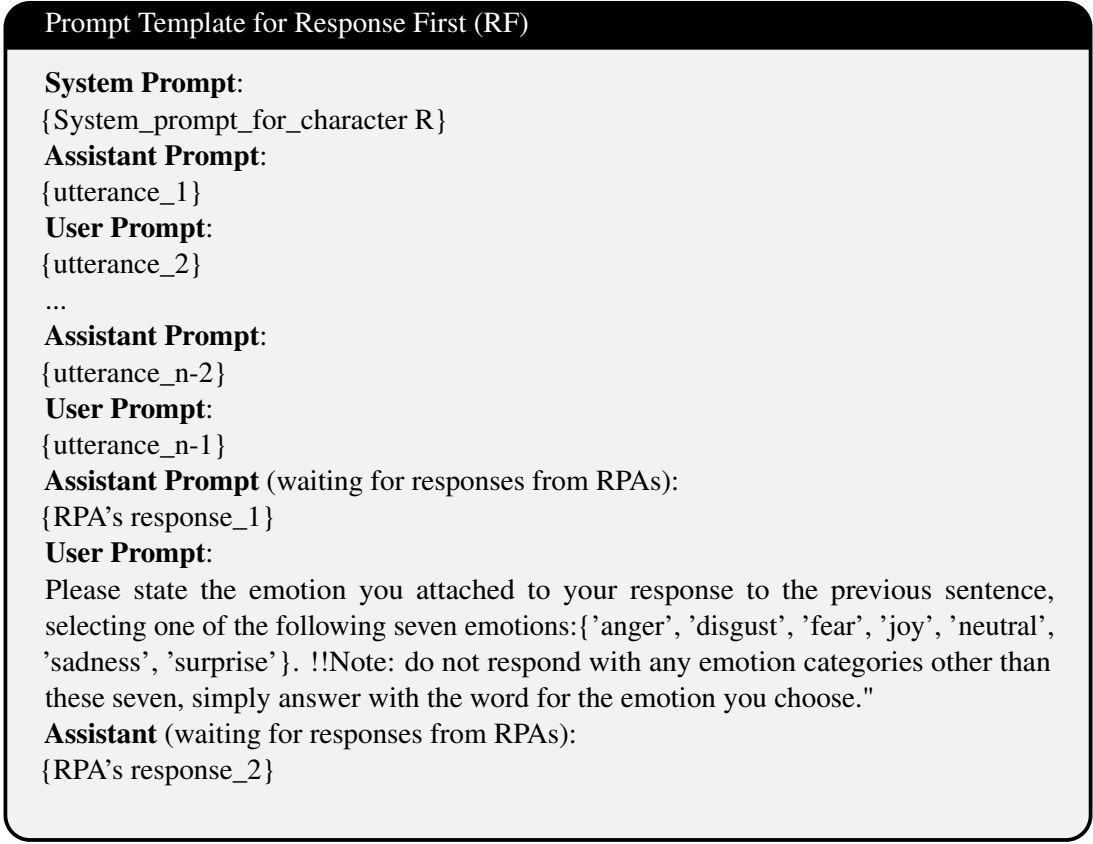 Prompt Template for Response First (RF)
System Prompt:
{System_prompt_for_character R}
Assistant Prompt:
{utterance_1}
User Prompt:
{utterance_2}
...
Assistant Prompt:
{utterance_n-2}
User Prompt:
{utterance_n-1}
Assistant Prompt (waiting for responses from RPAs):
{RPA’s response_1}
User Prompt:
Please state the emotion you attached to your response to the previous sentence,
selecting one of the following seven emotions:{’anger’, ’disgust’, ’fear’, ’joy’, ’neutral’,
’sadness’, ’surprise’}. !!Note: do not respond with any emotion categories other than
these seven, simply answer with the word for the emotion you choose."
Assistant (waiting for responses from RPAs):
{RPA’s response_2}